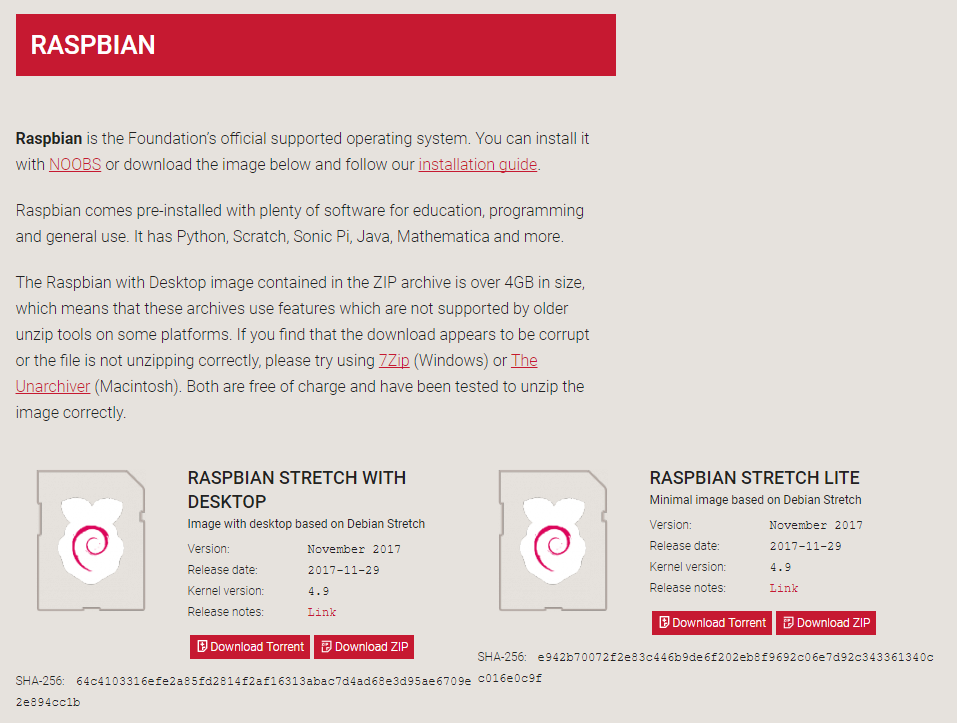 RASPBIAN
Raspbian is the Foundation's official supported operating system. You can install it
with NOOBS or download the image below and follow our installation guide.
Raspbian comes pre-installed with plenty of software for education, programming
and general use. It has Python, Scratch, Sonic Pi, Java, Mathematica and more.
The Raspbian with Desktop image contained in the ZIP archive is over 4GB in size,
which means that these archives use features which are not supported by older
unzip tools on some platforms. If you find that the download appears to be corrupt
or the file is not unzipping correctly, please try using 7Zip (Windows) or The
Unarchiver (Macintosh). Both are free of charge and have been tested to unzip the
image correctly.
RASPBIAN STRETCH WITH
DESKTOP
Image with desktop based on Debian Stretch
Version: November 2017
Release date: 2017-11-29
Kernel version: 4.9
Release notes: Link
Download Torrent Download ZIP
SHA-256: 64c4103316efe2a85fd2814f2af16313abac7d4ad68e3d95ae6709e
2e894cc1b
RASPBIAN STRETCH LITE
Minimal image based on Debian Stretch
Version: November 2017
Release date: 2017-11-29
Kernel version: 4.9
Release notes: Link
Download Torrent Download ZIP
SHA-256: e942b70072f2e83c446b9de6f202eb8f9692c06e7d92c343361340c
c016e0c9f